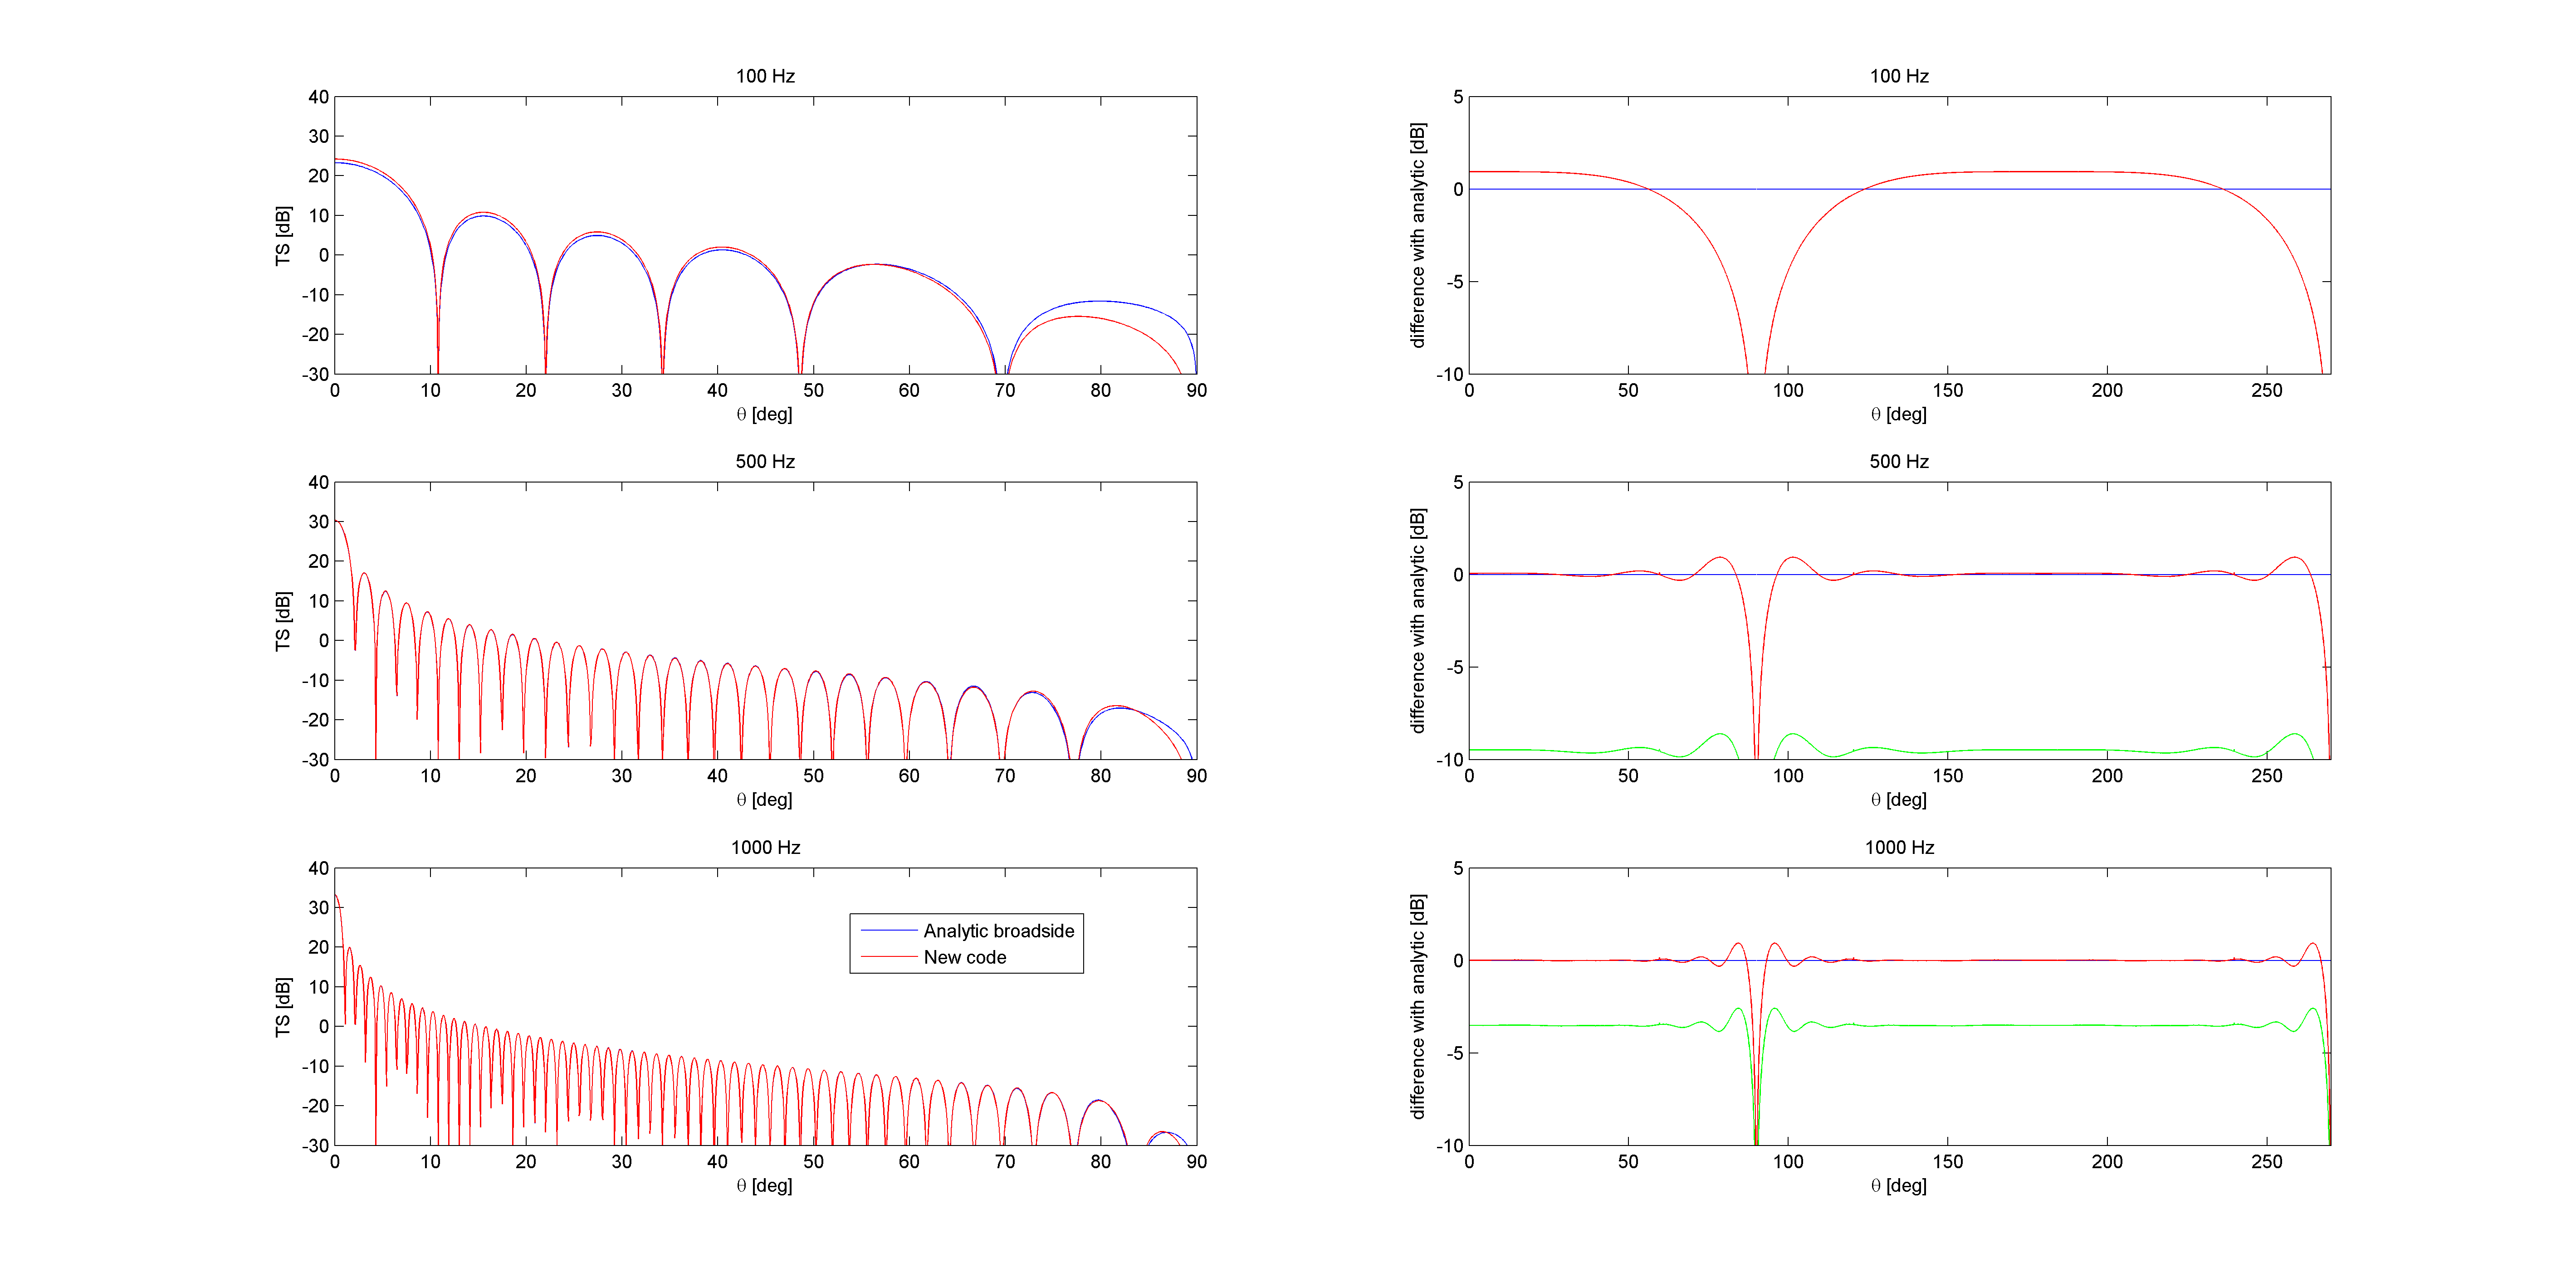 100 Hz
40
30
20
10
0
-10
-20
-30
TS [dB]
0 10 20 30 40 50 60 70 80 90
θ [deg]
100 Hz
5
0
-5
-10
difference with analytic [dB]
0 50 100 150 200 250
θ [deg]
500 Hz
40
30
20
10
0
-10
-20
-30
TS [dB]
0 10 20 30 40 50 60 70 80 90
θ [deg]
500 Hz
5
0
-5
-10
difference with analytic [dB]
0 50 100 150 200 250
θ [deg]
1000 Hz
40
30
20
10
0
-10
-20
-30
TS [dB]
Analytic broadside
New code
0 10 20 30 40 50 60 70 80 90
θ [deg]
1000 Hz
5
0
-5
-10
difference with analytic [dB]
0 50 100 150 200 250
θ [deg]